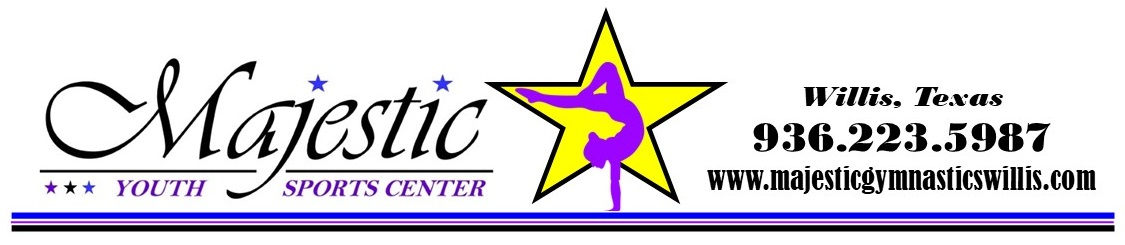 Majestic
YOUTH SPORTS CENTER
Willis, Texas
936.223.5987
www.majesticgymnasticswillis.com